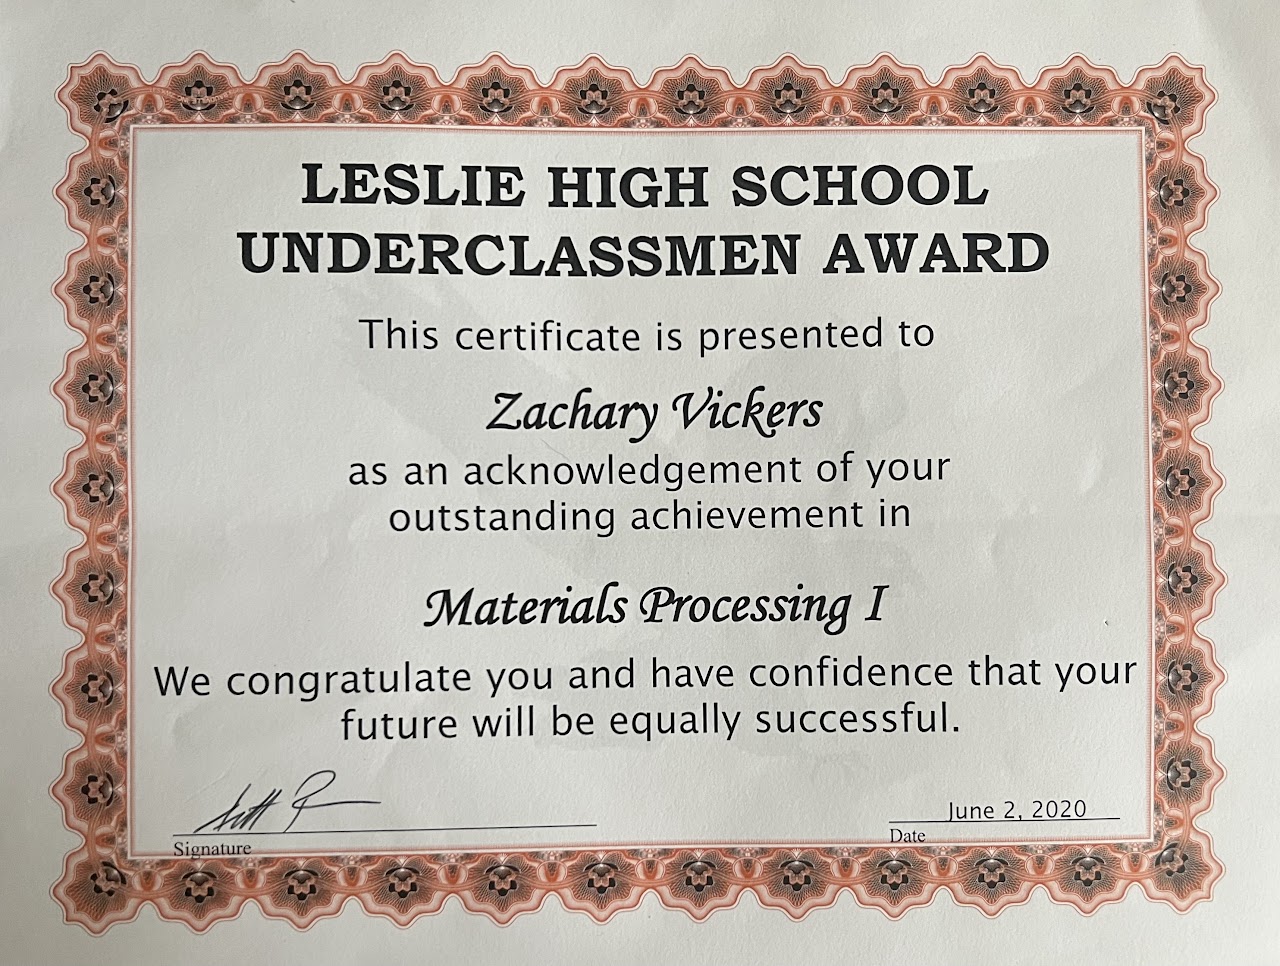 LESLIE HIGH SCHOOL
UNDERCLASSMEN AWARD
This certificate is presented to
Zachary Vickers
as an acknowledgement of your
outstanding achievement in
Materials Processing I
We congratulate you and have confidence that your
future will be equally successful.
June 2, 2020
Signature
Date